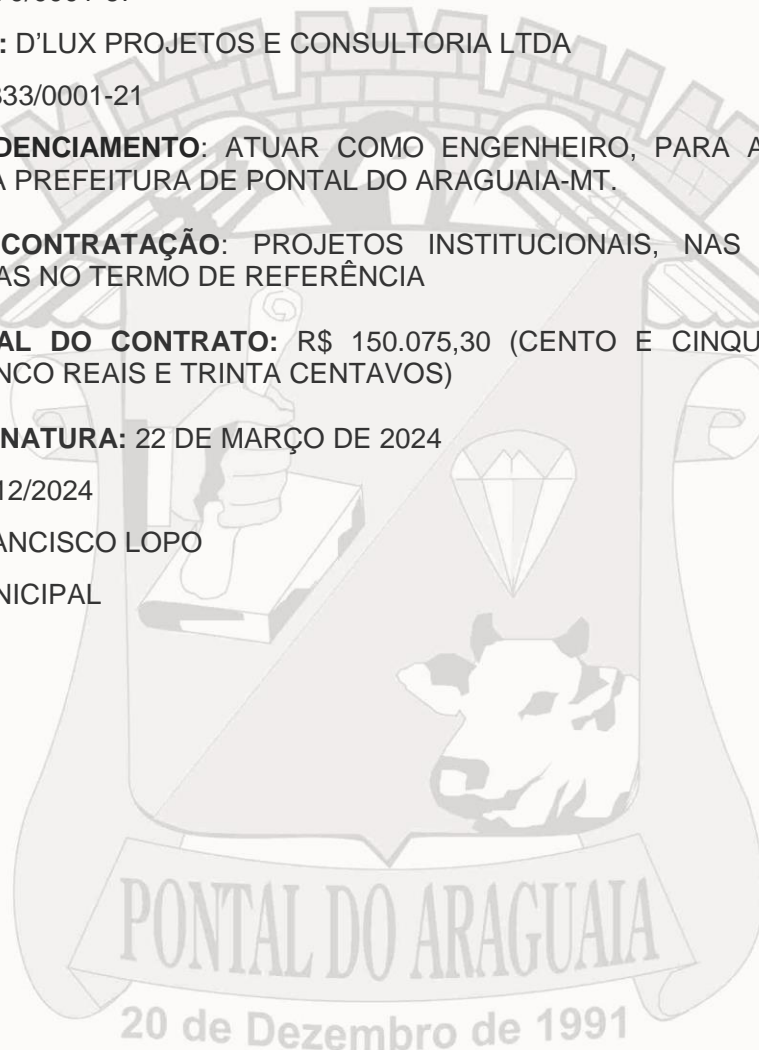 : D'LUX PROJETOS E CONSULTORIA LTDA
333/0001-21
DENCIAMENTO: ATUAR COMO ENGENHEIRO, PARA A
A PREFEITURA DE PONTAL DO ARAGUAIA-MT.
CONTRATAÇÃO: PROJETOS INSTITUCIONAIS, NAS
AS NO TERMO DE REFERÊNCIA
AL DO CONTRATO: R$ 150.075,30 (CENTO E CINQU
NCO REAIS E TRINTA CENTAVOS)
NATURA: 22 DE MARÇO DE 2024
12/2024
ANCISCO LOPO
NICIPAL
PONTAL DO ARAGUAIA
20 de Dezembro de 1991